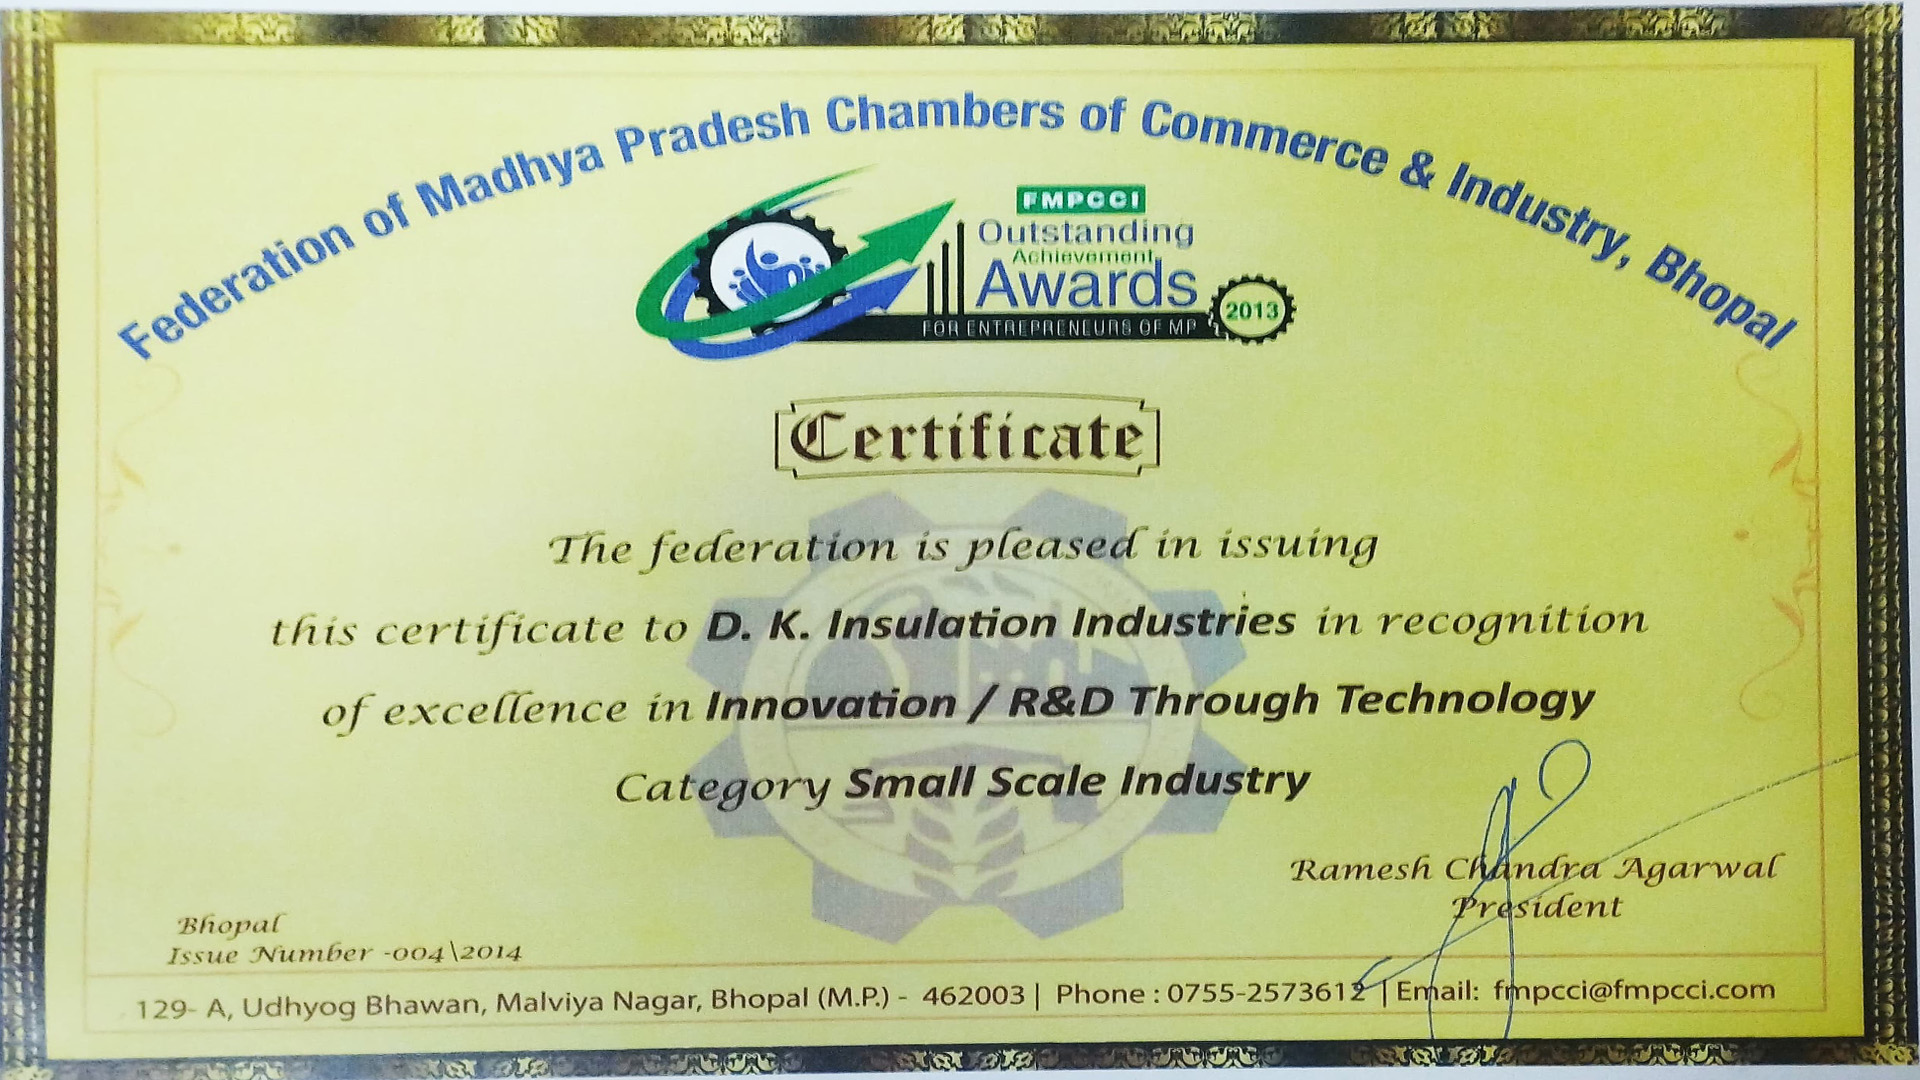 Federation of Madhya Pradesh Chambers of Commerce & Industry, Bhopal
FMPCCI
Outstanding
Achievement
Awards
2013
FOR ENTREPRENEURS OF MP
Certificate
The federation is pleased in issuing
this certificate to D. K. Insulation Industries in recognition
of excellence in Innovation / R&D Through Technology
Category Small Scale Industry
Ramesh Chandra Agarwal
President
Bhopal
Issue Number -004\2014
129- A, Udhyog Bhawan, Malviya Nagar, Bhopal (M.P.) - 462003 | Phone : 0755-2573612 | Email: fmpcci@fmpcci.com